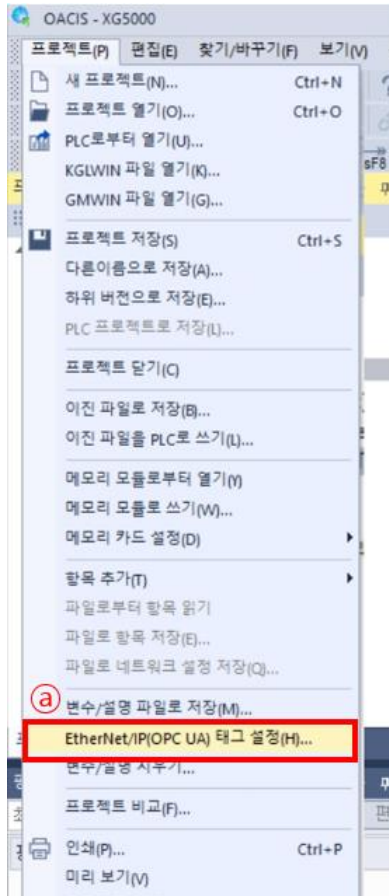 OACIS - XG5000
프로젝트(P) 편집(E) 찾기/바꾸기(F) 보기(V)
새 프로젝트(N)... Ctrl+N
프로젝트 열기(O)... Ctrl+O
PLC로부터 열기(U)...
sF8
KGLWIN 파일 열기(K)...
GMWIN 파일 열기(G)...
프로젝트 저장(S) Ctrl+S
다른이름으로 저장(A)...
하위 버전으로 저장(E)...
PLC 프로젝트로 저장(L)...
프로젝트 닫기(C)
이진 파일로 저장(B)...
이진 파일을 PLC로 쓰기(L)...
메모리 모듈로부터 열기(Y)
메모리 모듈로 쓰기(W)...
메모리 카드 설정(D)
항목 추가(T)
파일로부터 항목 읽기
파일로 항목 저장(E)...
파일로 네트워크 설정 저장(Q)...
ⓐ
변수/설명 파일로 저장(M)...
EtherNet/IP(OPC UA) 태그 설정(H)...
변수/설명 지우기...
프로젝트 비교(F)...
인쇄(P)... Ctrl+P
미리 보기(V)